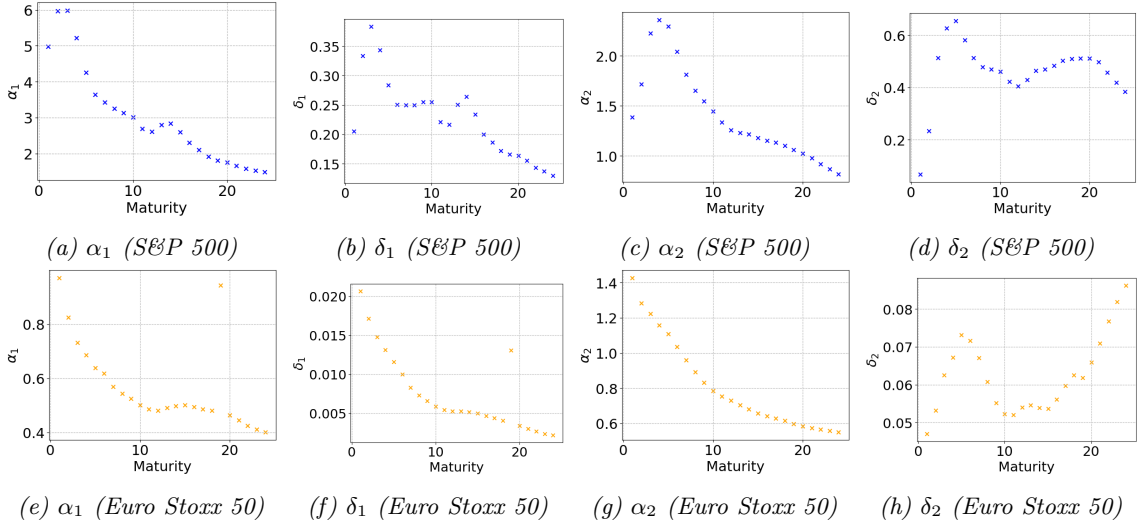 6
5
4
3
2
α₁
0
10
20
Maturity
0.35
0.30
0.25
0.20
0.15
δ₁
0
10
20
Maturity
2.0
1.5
1.0
α₂
0
10
20
Maturity
0.6
0.4
0.2
δ₂
0
10
20
Maturity
(a) α₁ (S&P 500)
(b) δ₁ (S&P 500)
(c) α₂ (S&P 500)
(d) δ₂ (S&P 500)
0.8
0.6
0.4
α₁
0
10
20
Maturity
0.020
0.015
0.010
0.005
δ₁
0
10
20
Maturity
1.4
1.2
1.0
0.8
0.6
α₂
0
10
20
Maturity
0.08
0.07
0.06
0.05
δ₂
0
10
20
Maturity
(e) α₁ (Euro Stoxx 50)
(f) δ₁ (Euro Stoxx 50)
(g) α₂ (Euro Stoxx 50)
(h) δ₂ (Euro Stoxx 50)